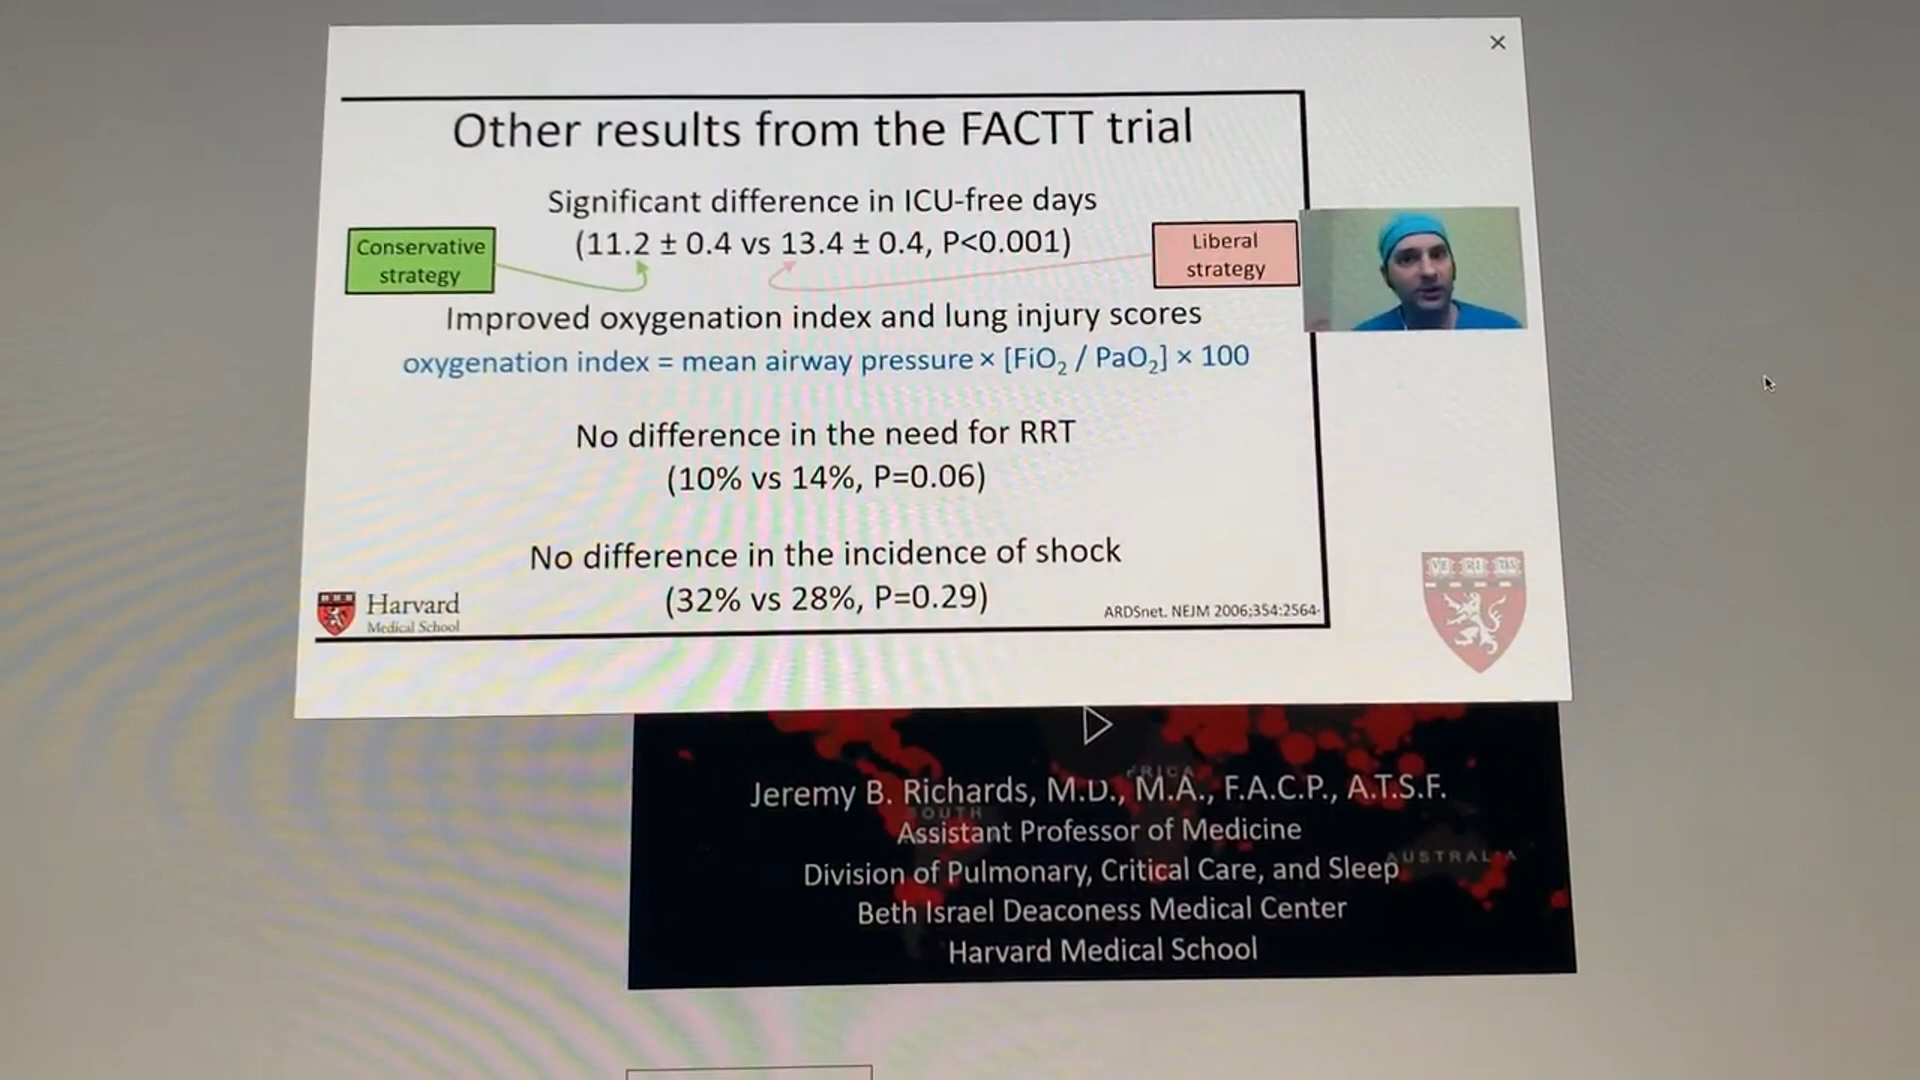 Other results from the FACTT trial
Significant difference in ICU-free days
(11.2 ± 0.4 vs 13.4 ± 0.4, P<0.001)
Conservative
strategy
Liberal
strategy
Improved oxygenation index and lung injury scores
oxygenation index = mean airway pressure × [FiO₂ / PaO₂] × 100
No difference in the need for RRT
(10% vs 14%, P=0.06)
No difference in the incidence of shock
(32% vs 28%, P=0.29)
Harvard
Medical School
ARDSnet. NEJM 2006;354:2564-
VE RI TAS
Jeremy B. Richards, M.D., M.A., F.A.C.P., A.T.S.F.
Assistant Professor of Medicine
Division of Pulmonary, Critical Care, and Sleep
AUSTRALIA
Beth Israel Deaconess Medical Center
Harvard Medical School